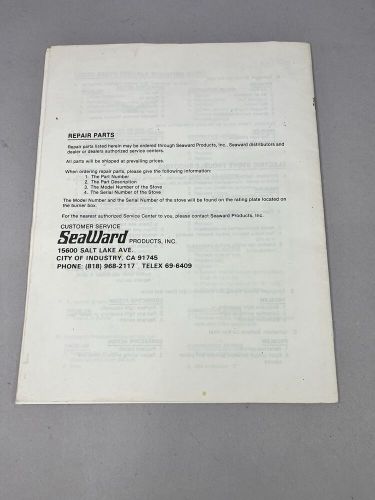 REPAIR PARTS
Repair parts listed herein may be ordered through Seaward Products, Inc., Seaward distributors and
dealer or dealers authorized service centers.
All parts will be shipped at prevailing prices.
When ordering repair parts, please give the following information:
1. The Part Number
2. The Part Description
3. The Model Number of the Stove
4. The Serial Number of the Stove
The Model Number and the Serial Number of the stove will be found on the rating plate located on
the burner box.
For the nearest authorized Service Center to you, please contact Seaward Products, Inc.
CUSTOMER SERVICE
SeaWard PRODUCTS, INC.
15600 SALT LAKE AVE.
CITY OF INDUSTRY, CA 91745
PHONE: (818) 968-2117 TELEX 69-6409